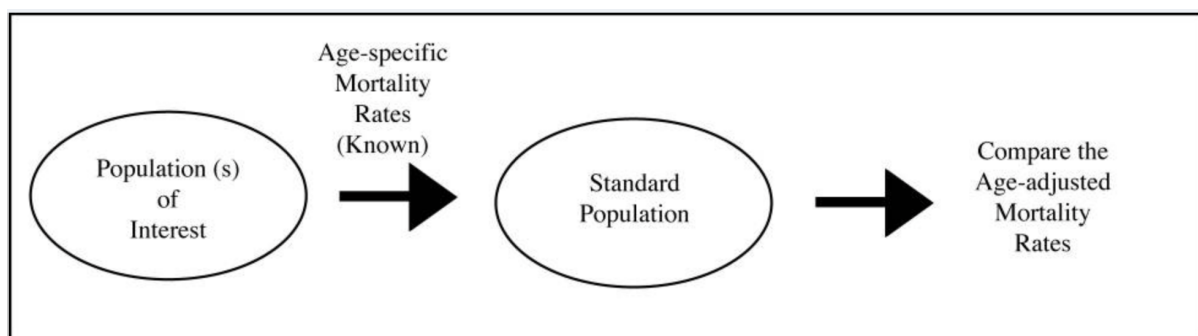 Age-specific
Mortality
Rates
(Known)
Population (s)
of
Interest
Standard
Population
Compare the
Age-adjusted
Mortality
Rates